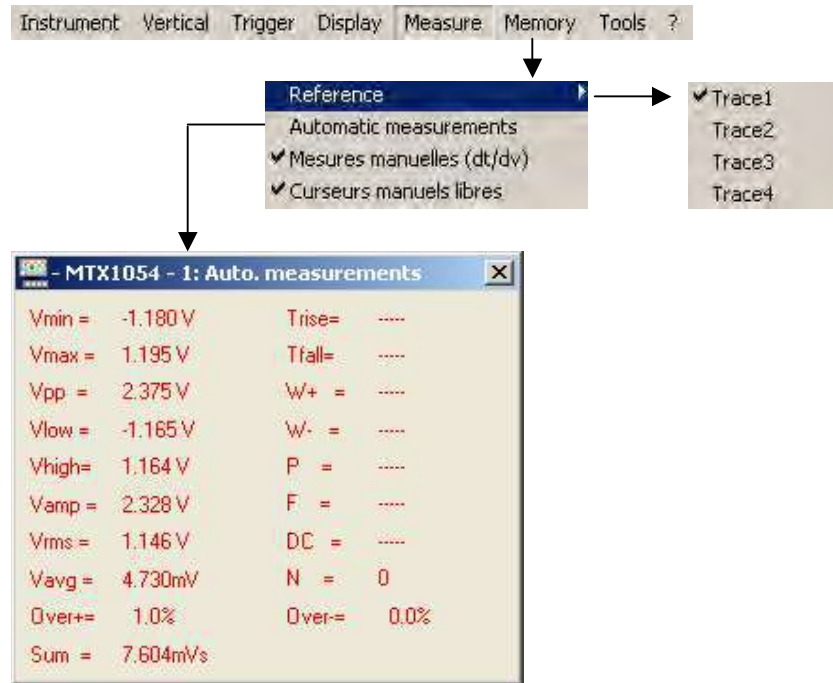 Instrument Vertical Trigger Display Measure Memory Tools ?
Reference
Automatic measurements
Mesures manuelles (dt/dv)
Curseurs manuels libres
Trace1
Trace2
Trace3
Trace4
- MTX1054 - 1: Auto. measurements
Vmin = -1.180 V Trise= -----
Vmax = 1.195 V Tfall= -----
Vpp = 2.375 V W+ = -----
Vlow = -1.165 V W- = -----
Vhigh= 1.164 V P = -----
Vamp = 2.328 V F = -----
Vrms = 1.146 V DC = -----
Vavg = 4.730mV N = 0
Over+= 1.0% Over-= 0.0%
Sum = 7.604mVs